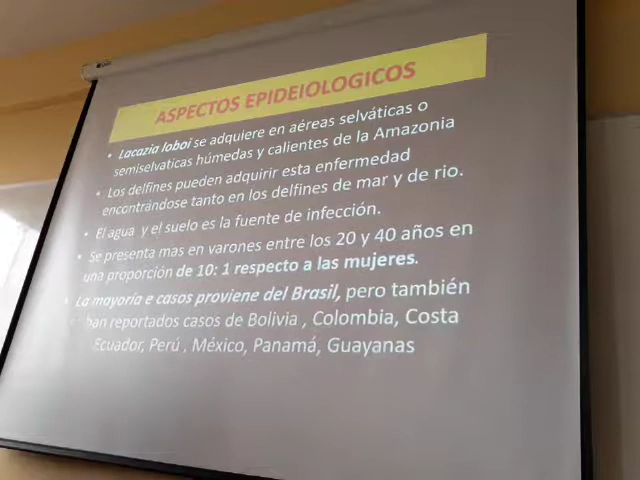 ASPECTOS EPIDEIOLOGICOS
• Lacazia loboi se adquiere en aéreas selváticas o
semiselvaticas húmedas y calientes de la Amazonia
• Los delfines pueden adquirir esta enfermedad
encontrándose tanto en los delfines de mar y de rio.
• El agua y el suelo es la fuente de infección.
• Se presenta mas en varones entre los 20 y 40 años en
una proporción de 10: 1 respecto a las mujeres.
• La mayoría e casos proviene del Brasil, pero también
han reportados casos de Bolivia , Colombia, Costa
Ecuador, Perú , México, Panamá, Guayanas